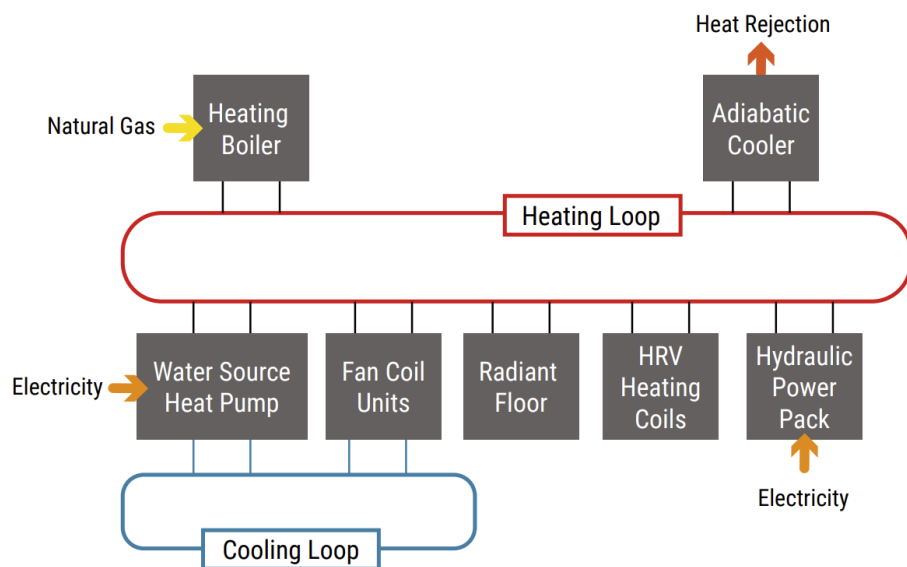 Heat Rejection
Natural Gas
Heating
Boiler
Adiabatic
Cooler
Heating Loop
Electricity
Water Source
Heat Pump
Fan Coil
Units
Radiant
Floor
HRV
Heating
Coils
Hydraulic
Power
Pack
Electricity
Cooling Loop